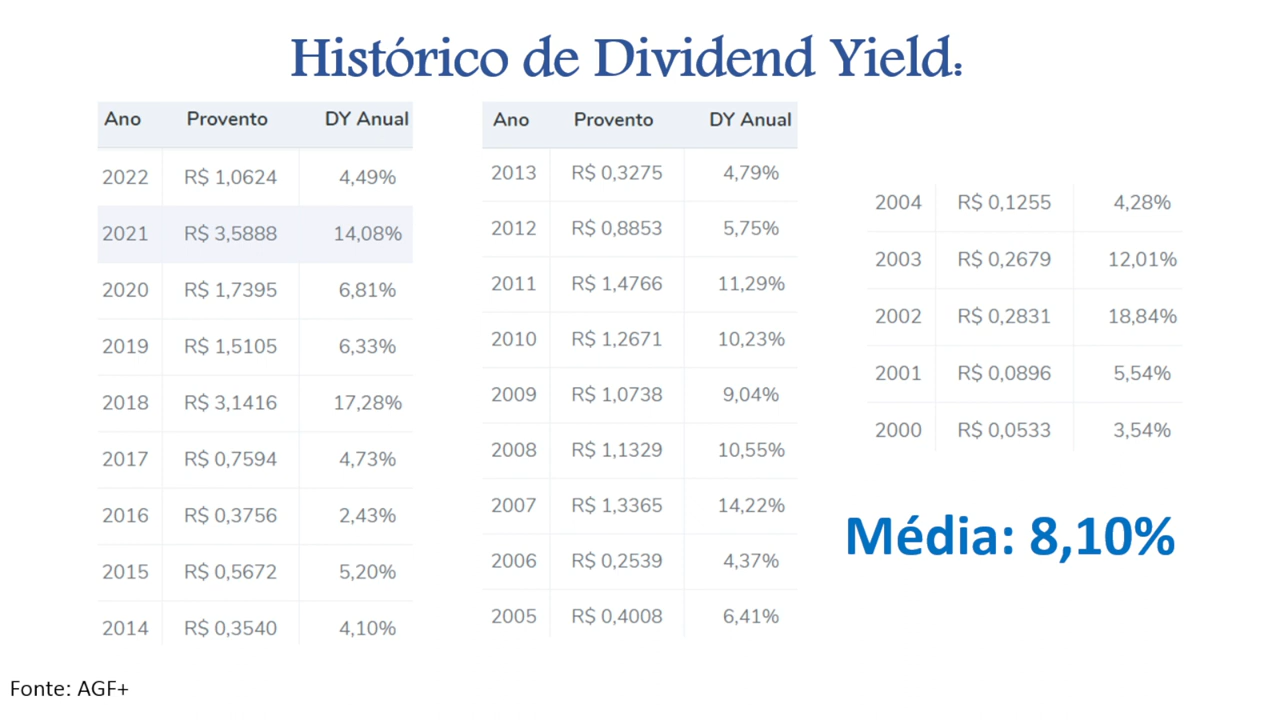 Histórico de Dividend Yield:
Ano Provento DY Anual
2022 R$ 1,0624 4,49%
2021 R$ 3,5888 14,08%
2020 R$ 1,7395 6,81%
2019 R$ 1,5105 6,33%
2018 R$ 3,1416 17,28%
2017 R$ 0,7594 4,73%
2016 R$ 0,3756 2,43%
2015 R$ 0,5672 5,20%
2014 R$ 0,3540 4,10%
Ano Provento DY Anual
2013 R$ 0,3275 4,79%
2012 R$ 0,8853 5,75%
2011 R$ 1,4766 11,29%
2010 R$ 1,2671 10,23%
2009 R$ 1,0738 9,04%
2008 R$ 1,1329 10,55%
2007 R$ 1,3365 14,22%
2006 R$ 0,2539 4,37%
2005 R$ 0,4008 6,41%
2004 R$ 0,1255 4,28%
2003 R$ 0,2679 12,01%
2002 R$ 0,2831 18,84%
2001 R$ 0,0896 5,54%
2000 R$ 0,0533 3,54%
Média: 8,10%
Fonte: AGF+